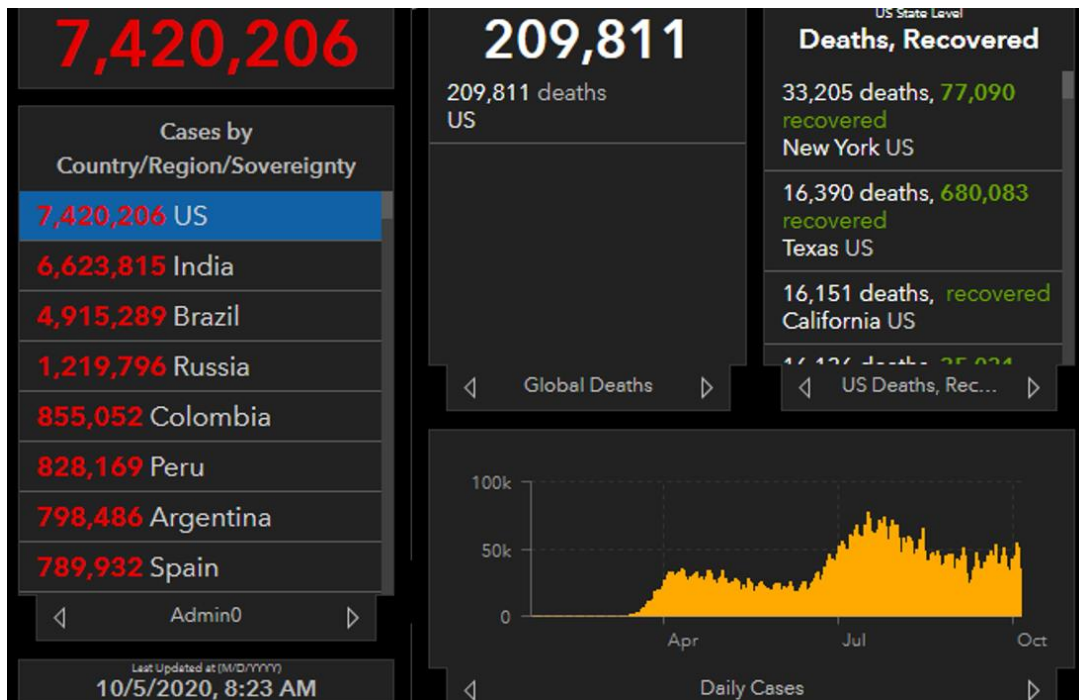 7,420,206
Cases by
Country/Region/Sovereignty
7,420,206 US
6,623,815 India
4,915,289 Brazil
1,219,796 Russia
855,052 Colombia
828,169 Peru
798,486 Argentina
789,932 Spain
Admin0
Last Updated at (M/D/YYYY)
10/5/2020, 8:23 AM
209,811
209,811 deaths
US
Global Deaths
US State Level
Deaths, Recovered
33,205 deaths, 77,090
recovered
New York US
16,390 deaths, 680,083
recovered
Texas US
16,151 deaths, recovered
California US
US Deaths, Rec...
100k
50k
0
Apr
Jul
Oct
Daily Cases